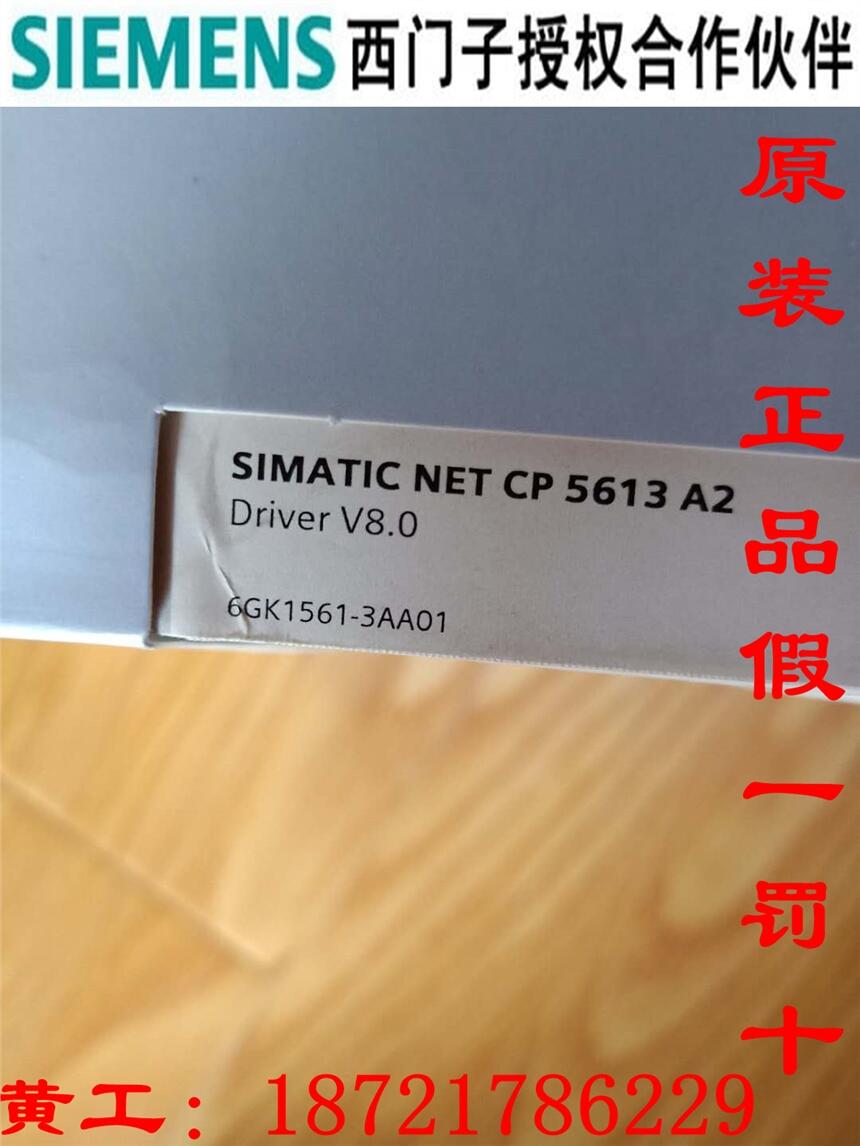 SIEMENS 西门子授权合作伙伴
原装正品假一罚十
SIMATIC NET CP 5613 A2
Driver V8.0
6GK1561-3AA01
黄工：18721786229